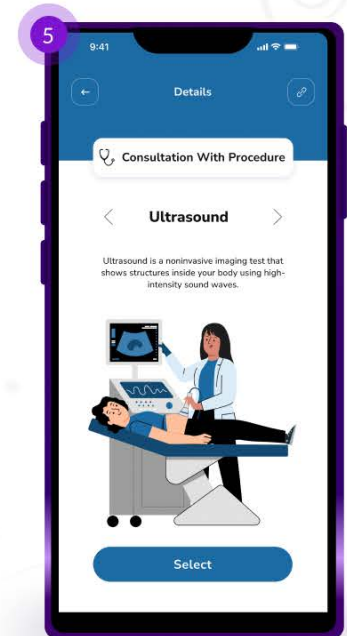 5
9:41
Details
Consultation With Procedure
Ultrasound
Ultrasound is a noninvasive imaging test that
shows structures inside your body using high-
intensity sound waves.
Select